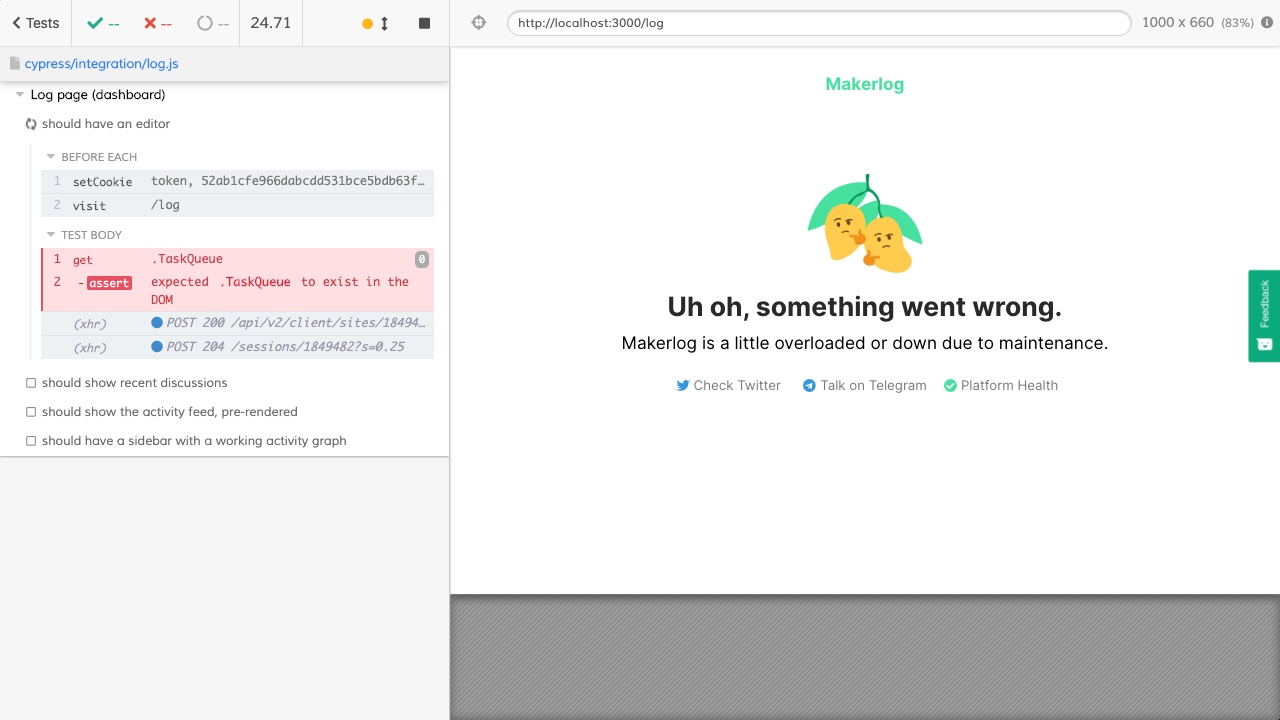 Tests
--
--
--
24.71
http://localhost:3000/log
1000 x 660 (83%)
cypress/integration/log.js
Log page (dashboard)
should have an editor
BEFORE EACH
1 setCookie token, 52ab1cfe966dabcdd531bce5bdb63f…
2 visit /log
TEST BODY
1 get .TaskQueue 0
2 - assert expected .TaskQueue to exist in the
DOM
(xhr) POST 200 /api/v2/client/sites/18494…
(xhr) POST 204 /sessions/1849482?s=0.25
should show recent discussions
should show the activity feed, pre-rendered
should have a sidebar with a working activity graph
Makerlog
Uh oh, something went wrong.
Makerlog is a little overloaded or down due to maintenance.
Check Twitter
Talk on Telegram
Platform Health
Feedback